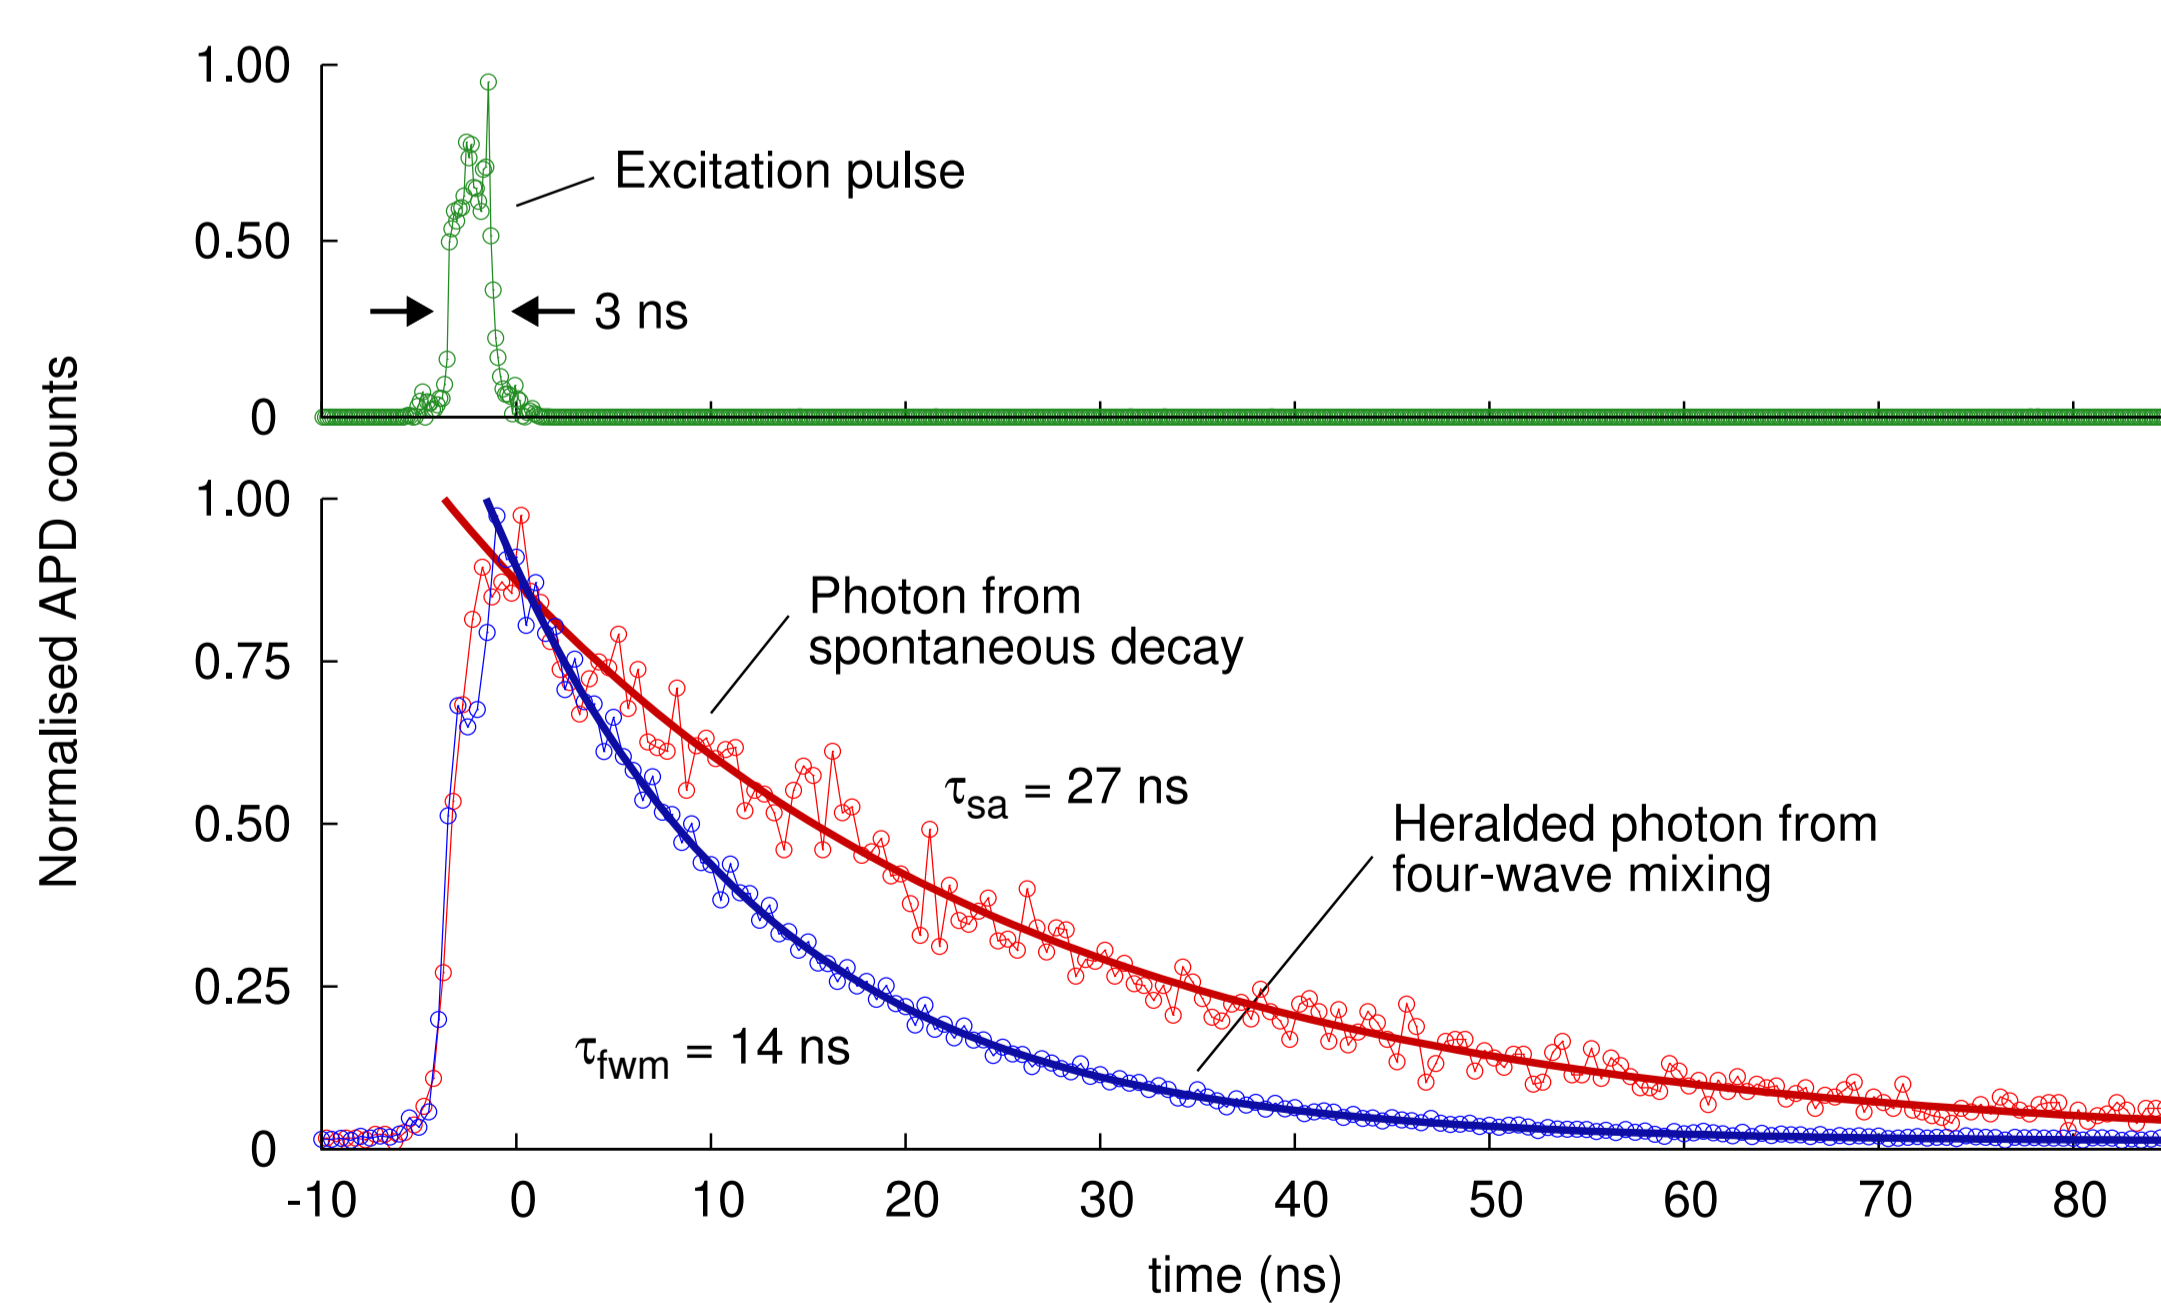 1.00
Excitation pulse
0.50
3 ns
0
Normalised APD counts
1.00
Photon from
spontaneous decay
0.75
τsa = 27 ns
0.50
Heralded photon from
four-wave mixing
0.25
τfwm = 14 ns
0
-10 0 10 20 30 40 50 60 70 80
time (ns)